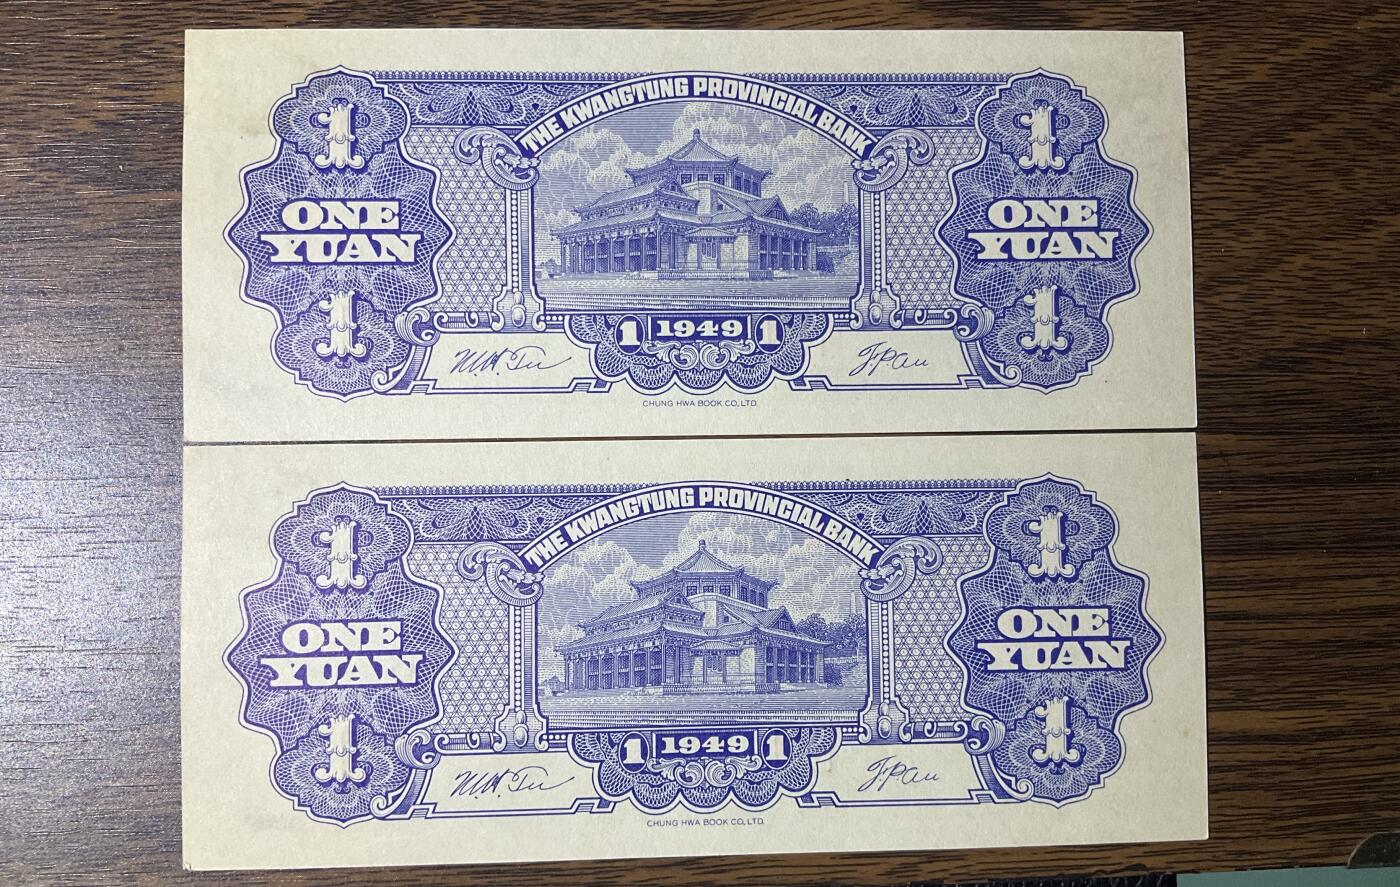 THE KWANGTUNG PROVINCIAL BANK
1 1
ONE YUAN ONE YUAN
1 1
1 1949 1
CHUNG HWA BOOK CO., LTD.
THE KWANGTUNG PROVINCIAL BANK
1 1
ONE YUAN ONE YUAN
1 1
1 1949 1
CHUNG HWA BOOK CO., LTD.